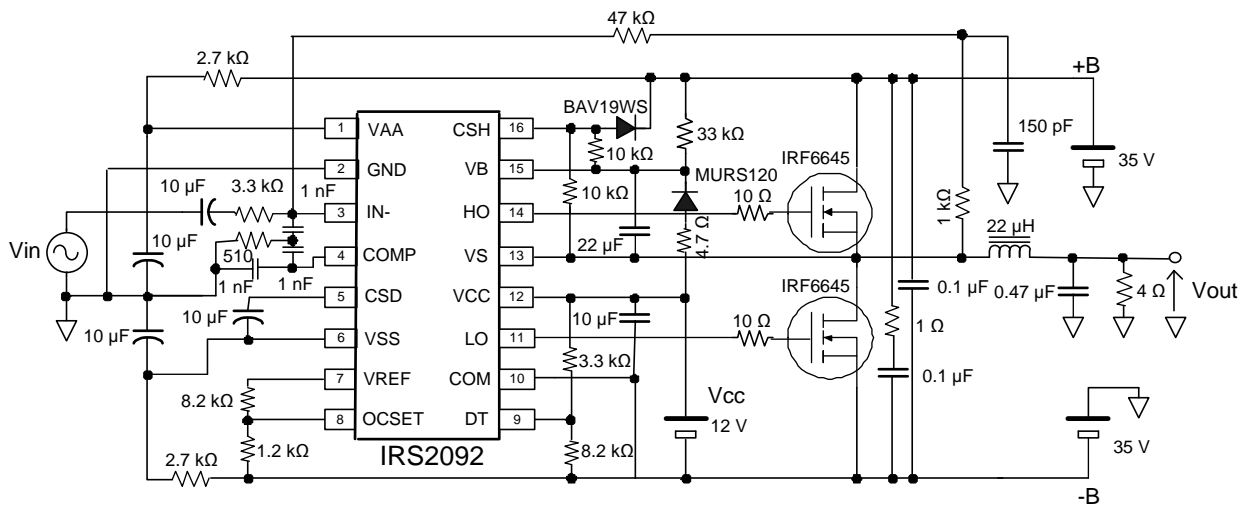 47 kΩ
2.7 kΩ
+B
BAV19WS
1 VAA
CSH 16
33 kΩ
150 pF
10 kΩ
IRF6645
35 V
2 GND
VB 15
MURS120
10 µF
3.3 kΩ
1 nF
10 kΩ
10 Ω
1 kΩ
3 IN-
HO 14
22 µH
Vin
10 µF
22 µF
4.7 Ω
510
4 COMP
VS 13
1 nF
1 nF
IRF6645
5 CSD
VCC 12
0.1 µF
0.47 µF
4 Ω
Vout
10 µF
10 µF
10 µF
10 Ω
1 Ω
6 VSS
LO 11
3.3 kΩ
0.1 µF
7 VREF
COM 10
8.2 kΩ
Vcc
8 OCSET
DT 9
12 V
1.2 kΩ
IRS2092
8.2 kΩ
35 V
2.7 kΩ
-B